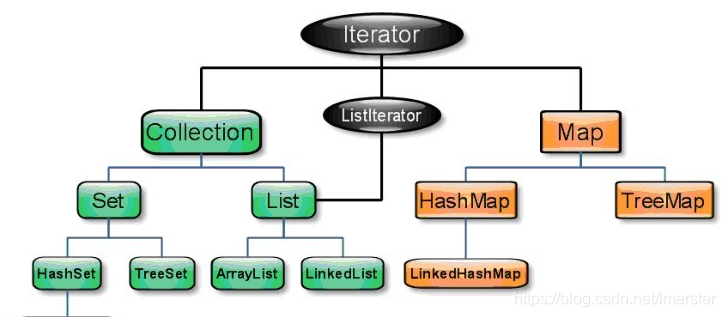 Iterator
Collection
ListIterator
Map
Set
List
HashMap
TreeMap
HashSet
TreeSet
ArrayList
LinkedList
LinkedHashMap
https://blog.csdn.net/lmarster